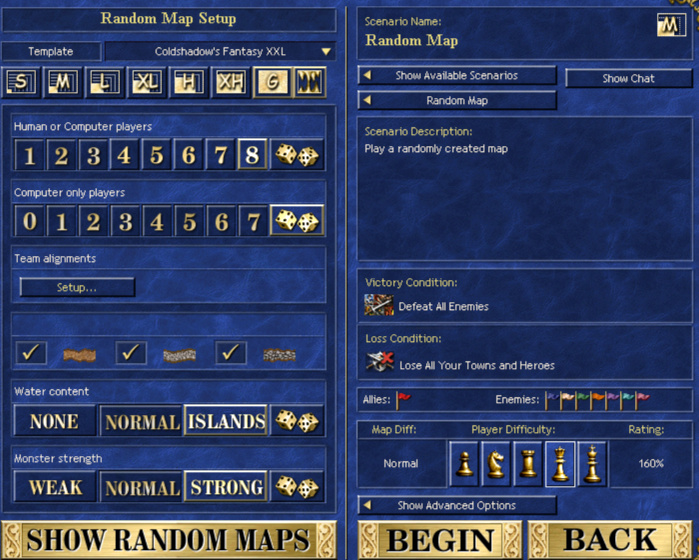 Random Map Setup
Template
Coldshadow's Fantasy XXL
S
M
L
XL
H
XH
G
Human or Computer players
1 2 3 4 5 6 7 8
Computer only players
0 1 2 3 4 5 6 7
Team alignments
Setup...
Water content
NONE NORMAL ISLANDS
Monster strength
WEAK NORMAL STRONG
SHOW RANDOM MAPS
Scenario Name:
Random Map
M
Show Available Scenarios
Show Chat
Random Map
Scenario Description:
Play a randomly created map
Victory Condition:
Defeat All Enemies
Loss Condition:
Lose All Your Towns and Heroes
Allies:
Enemies:
Map Diff: Player Difficulty: Rating:
Normal
160%
Show Advanced Options
BEGIN
BACK